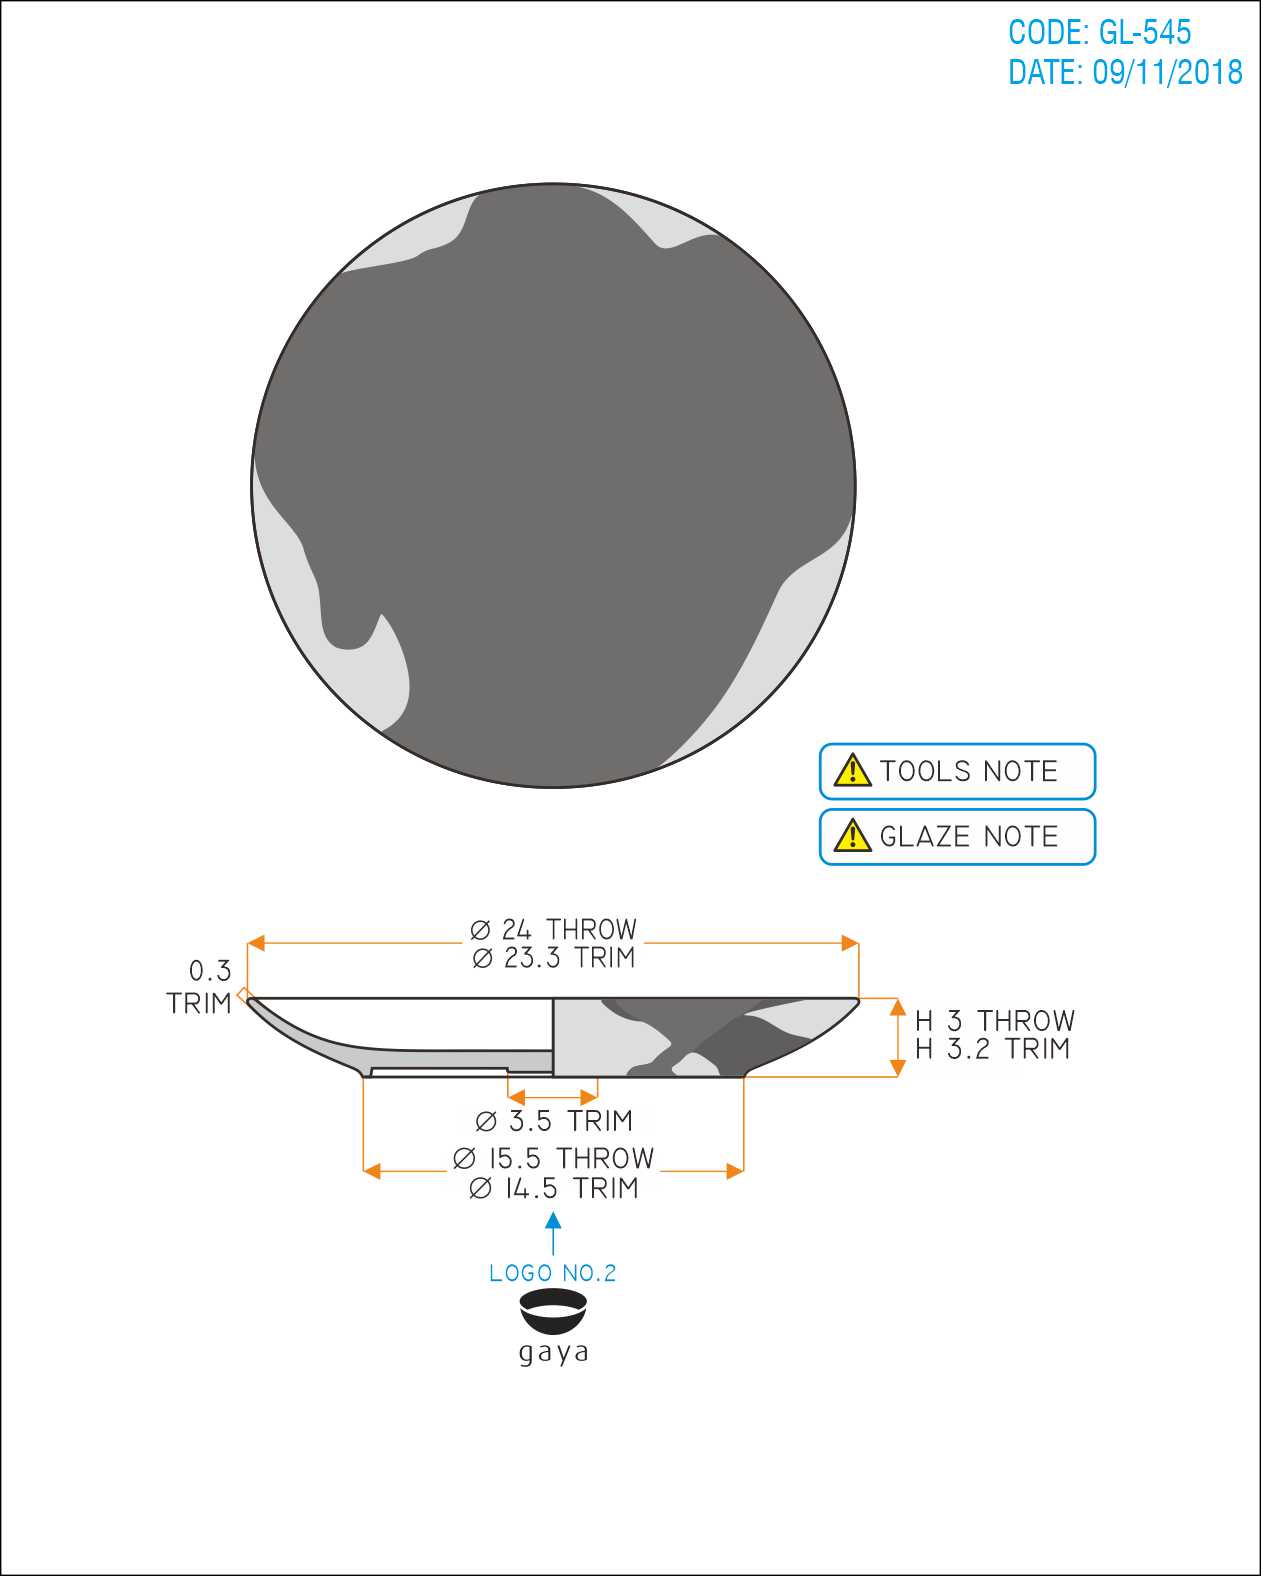 CODE: GL-545
DATE: 09/11/2018
TOOLS NOTE
GLAZE NOTE
Ø 24 THROW
Ø 23.3 TRIM
0.3
TRIM
H 3 THROW
H 3.2 TRIM
Ø 3.5 TRIM
Ø 15.5 THROW
Ø 14.5 TRIM
LOGO NO.2
gaya